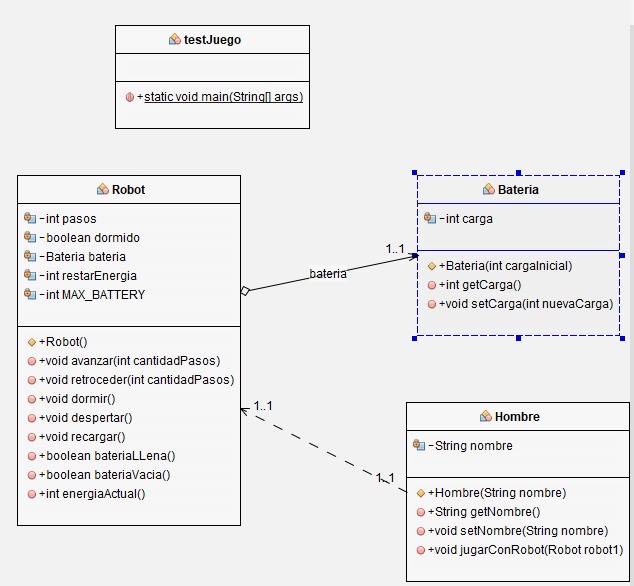 testJuego
+static void main(String[] args)
Robot
-int pasos
-boolean dormido
-Bateria bateria
-int restarEnergia
-int MAX_BATTERY
+Robot()
+void avanzar(int cantidadPasos)
+void retroceder(int cantidadPasos)
+void dormir()
+void despertar()
+void recargar()
+boolean bateriaLLena()
+boolean bateriaVacia()
+int energiaActual()
bateria
1..1
Bateria
-int carga
+Bateria(int cargaInicial)
+int getCarga()
+void setCarga(int nuevaCarga)
1..1
1..1
Hombre
-String nombre
+Hombre(String nombre)
+String getNombre()
+void setNombre(String nombre)
+void jugarConRobot(Robot robot1)